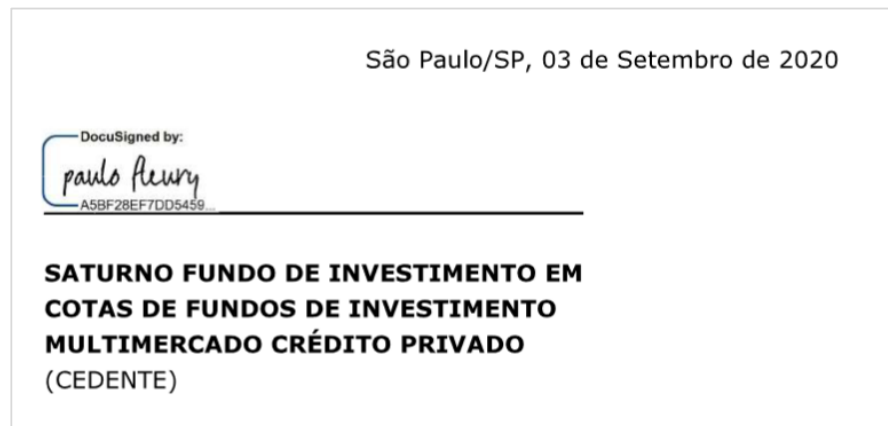 São Paulo/SP, 03 de Setembro de 2020
DocuSigned by:
paulo fleury
A5BF28EF7DD5459...
SATURNO FUNDO DE INVESTIMENTO EM
COTAS DE FUNDOS DE INVESTIMENTO
MULTIMERCADO CRÉDITO PRIVADO
(CEDENTE)